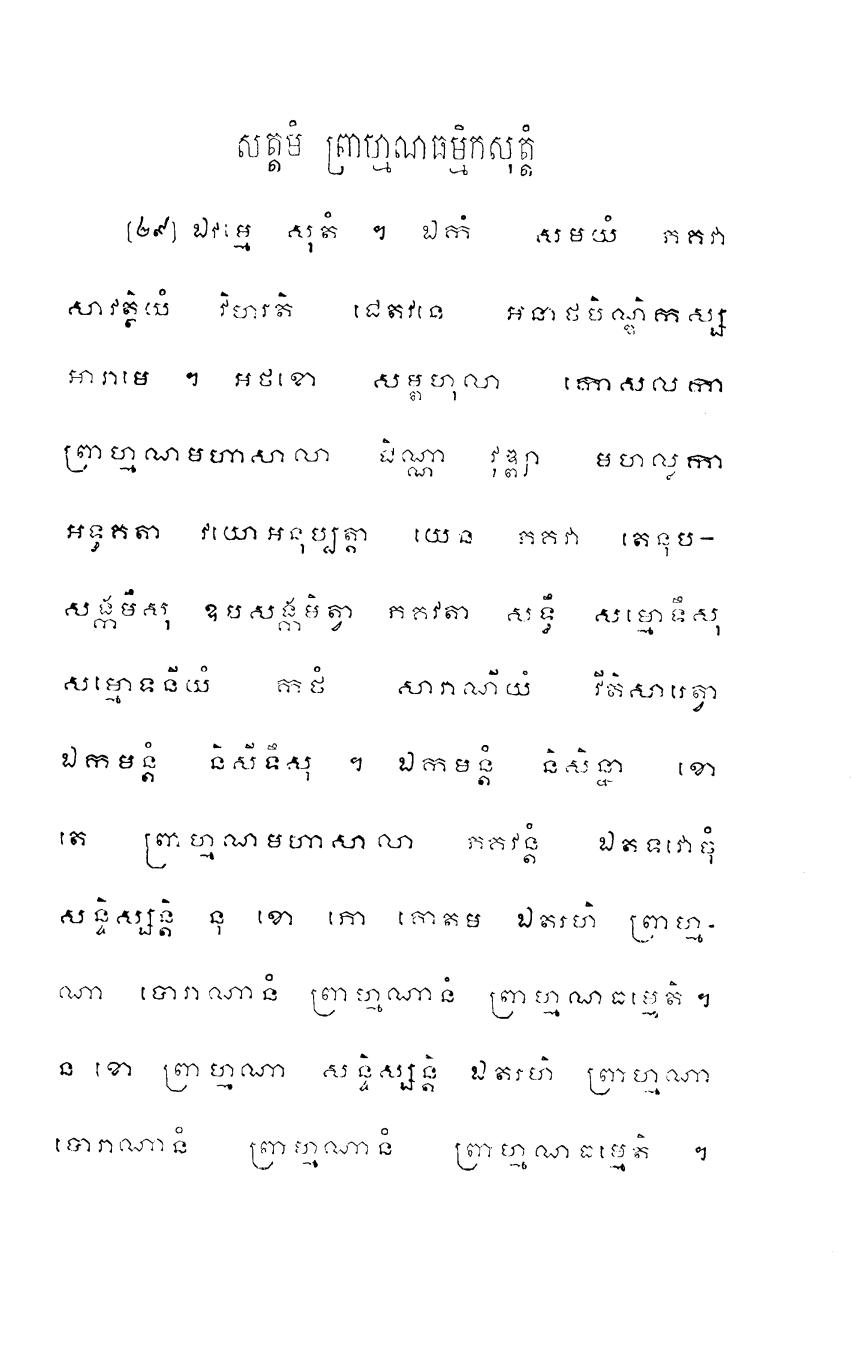 សត្តមំ ព្រាហ្មណធម្មិកសុត្តំ
(២៩) ឯវម្មេ សុតំ ។ ឯកំ សមយំ ភគវា
សាវត្ថិយំ វិហរតិ ជេតវនេ អនាថបិណ្ឌិកស្ស
អារាមេ ។ អថខោ សម្ពហុលា កោសលកា
ព្រាហ្មណមហាសាលា ជិណ្ណា វុឌ្ឍា មហល្លកា
អទ្ធគតា វយោអនុប្បត្តា យេន ភគវា តេនុប-
សង្កមឹសុ ឧបសង្កមិត្វា ភគវតា សទ្ធឹ សម្មោទឹសុ
សម្មោទនីយំ កថំ សារាណីយំ វីតិសារេត្វា
ឯកមន្តំ និសីទឹសុ ។ ឯកមន្តំ និសិន្នា ខោ
តេ ព្រាហ្មណមហាសាលា ភគវន្តំ ឯតទវោចុំ
សន្ទិស្សន្តិ នុ ខោ ភោ គោតម ឯតរហិ ព្រាហ្ម-
ណា បោរាណានំ ព្រាហ្មណានំ ព្រាហ្មណធម្មេតិ ។
ន ខោ ព្រាហ្មណា សន្ទិស្សន្តិ ឯតរហិ ព្រាហ្មណា
បោរាណានំ ព្រាហ្មណានំ ព្រាហ្មណធម្មេតិ ។